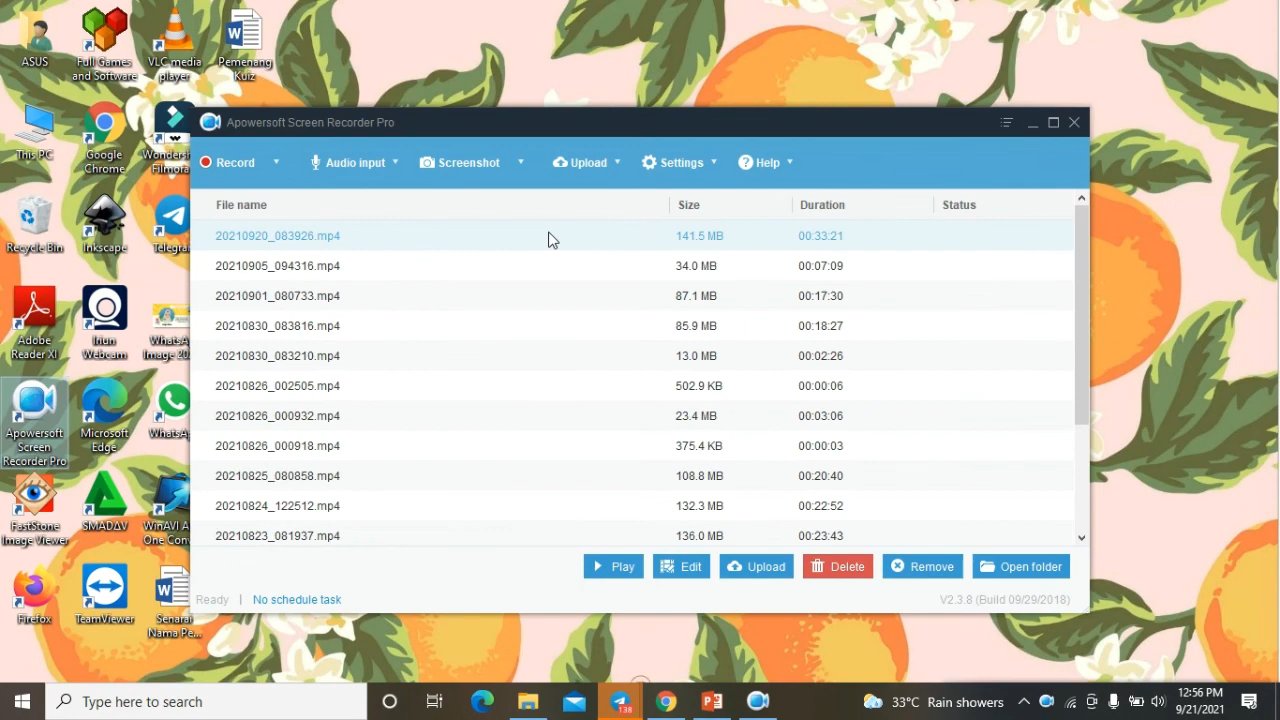 ASUS
Full Games
and Software
VLC media
player
Pemenang
Kuiz
This PC
Google
Chrome
Recycle Bin
Inkscape
Adobe
Reader XI
Iriun
Webcam
Apowersoft
Screen
Recorder Pro
Microsoft
Edge
FastStone
Image Viewer
SMADAV
Firefox
TeamViewer
Senarai
Nama Pe...
Apowersoft Screen Recorder Pro
Record Audio input Screenshot Upload Settings Help
File name Size Duration Status
20210920_083926.mp4 141.5 MB 00:33:21
20210905_094316.mp4 34.0 MB 00:07:09
20210901_080733.mp4 87.1 MB 00:17:30
20210830_083816.mp4 85.9 MB 00:18:27
20210830_083210.mp4 13.0 MB 00:02:26
20210826_002505.mp4 502.9 KB 00:00:06
20210826_000932.mp4 23.4 MB 00:03:06
20210826_000918.mp4 375.4 KB 00:00:03
20210825_080858.mp4 108.8 MB 00:20:40
20210824_122512.mp4 132.3 MB 00:22:52
20210823_081937.mp4 136.0 MB 00:23:43
Play Edit Upload Delete Remove Open folder
Ready | No schedule task V2.3.8 (Build 09/29/2018)
Type here to search
138
33°C Rain showers
12:56 PM
9/21/2021